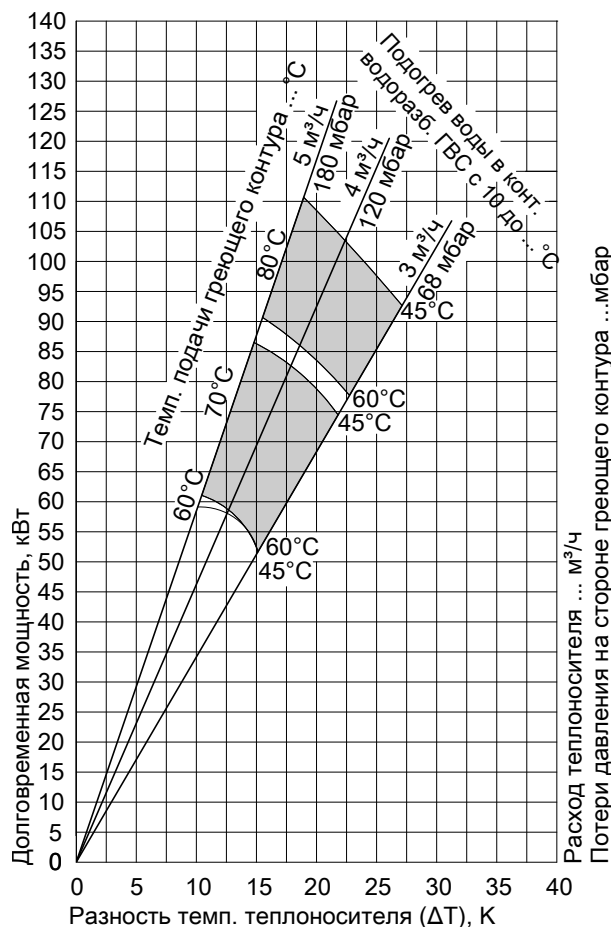 140
135
130
125
120
115
110
105
100
95
90
85
80
75
70
65
60
55
50
45
40
35
30
25
20
15
10
5
0
0
5
10
15
20
25
30
35
40
Долговременная мощность, кВт
Разность темп. теплоносителя (ΔT), K
Темп. подачи греющего контура ... °C
80°C
70°C
60°C
5 м³/ч
180 мбар
4 м³/ч
120 мбар
3 м³/ч
68 мбар
Подогрев воды в конт.
водоразб. ГВС с 10 до ... °C
45°C
60°C
45°C
60°C
45°C
Расход теплоносителя ... м³/ч
Потери давления на стороне греющего контура ...мбар